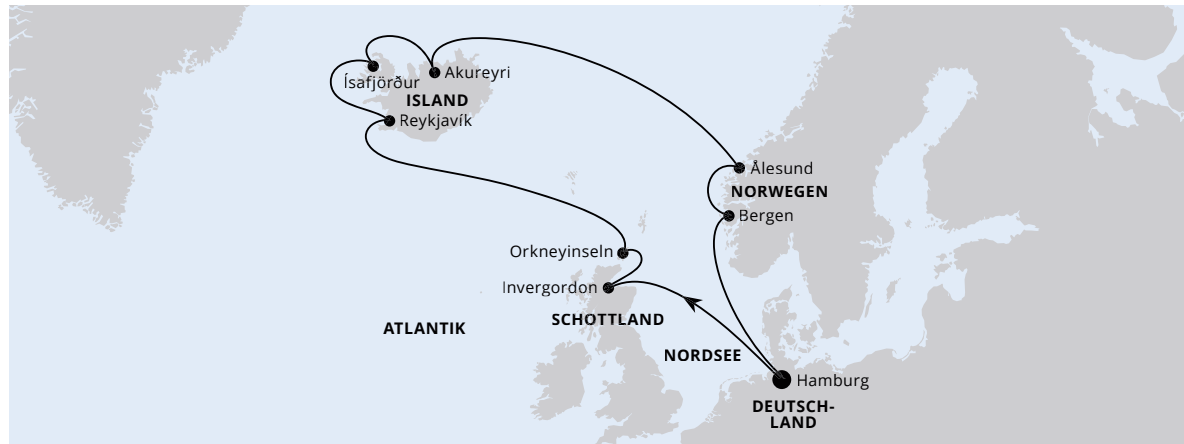 Ísafjörður
Akureyri
ISLAND
Reykjavík
Ålesund
NORWEGEN
Bergen
Orkneyinseln
Invergordon
SCHOTTLAND
ATLANTIK
NORDSEE
Hamburg
DEUTSCH-
LAND